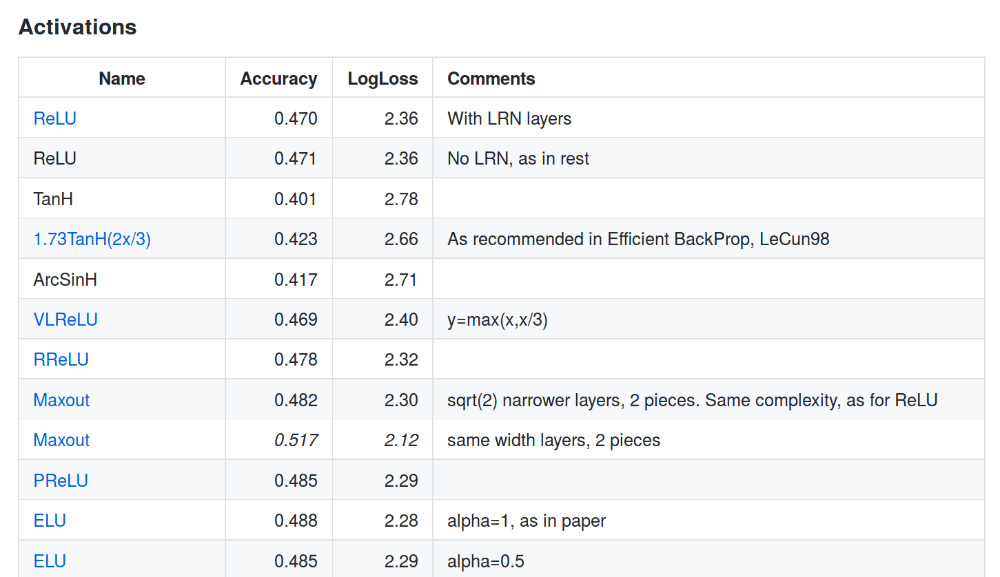 Activations
Name Accuracy LogLoss Comments
ReLU 0.470 2.36 With LRN layers
ReLU 0.471 2.36 No LRN, as in rest
TanH 0.401 2.78
1.73TanH(2x/3) 0.423 2.66 As recommended in Efficient BackProp, LeCun98
ArcSinH 0.417 2.71
VLReLU 0.469 2.40 y=max(x,x/3)
RReLU 0.478 2.32
Maxout 0.482 2.30 sqrt(2) narrower layers, 2 pieces. Same complexity, as for ReLU
Maxout 0.517 2.12 same width layers, 2 pieces
PReLU 0.485 2.29
ELU 0.488 2.28 alpha=1, as in paper
ELU 0.485 2.29 alpha=0.5